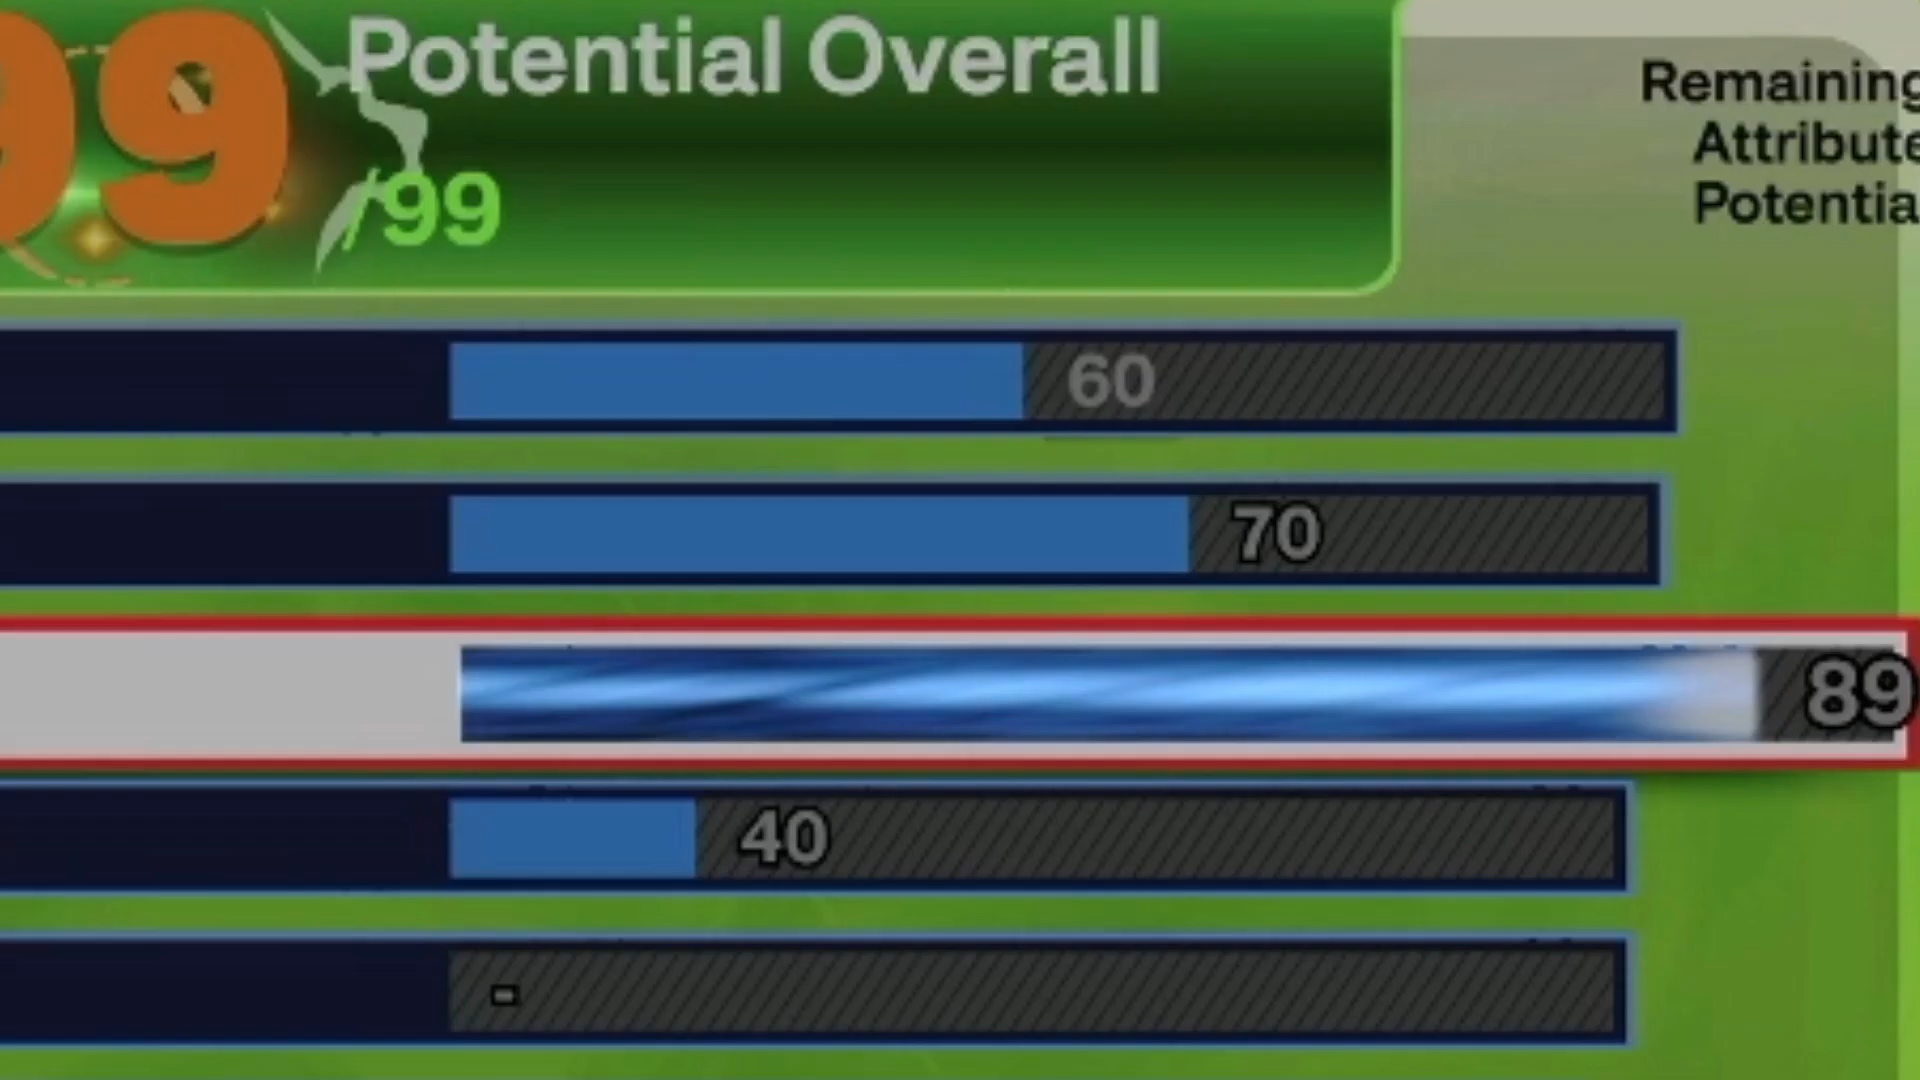 99 Potential Overall
/99
Remaining
Attribute
Potentia
60
70
89
40
-